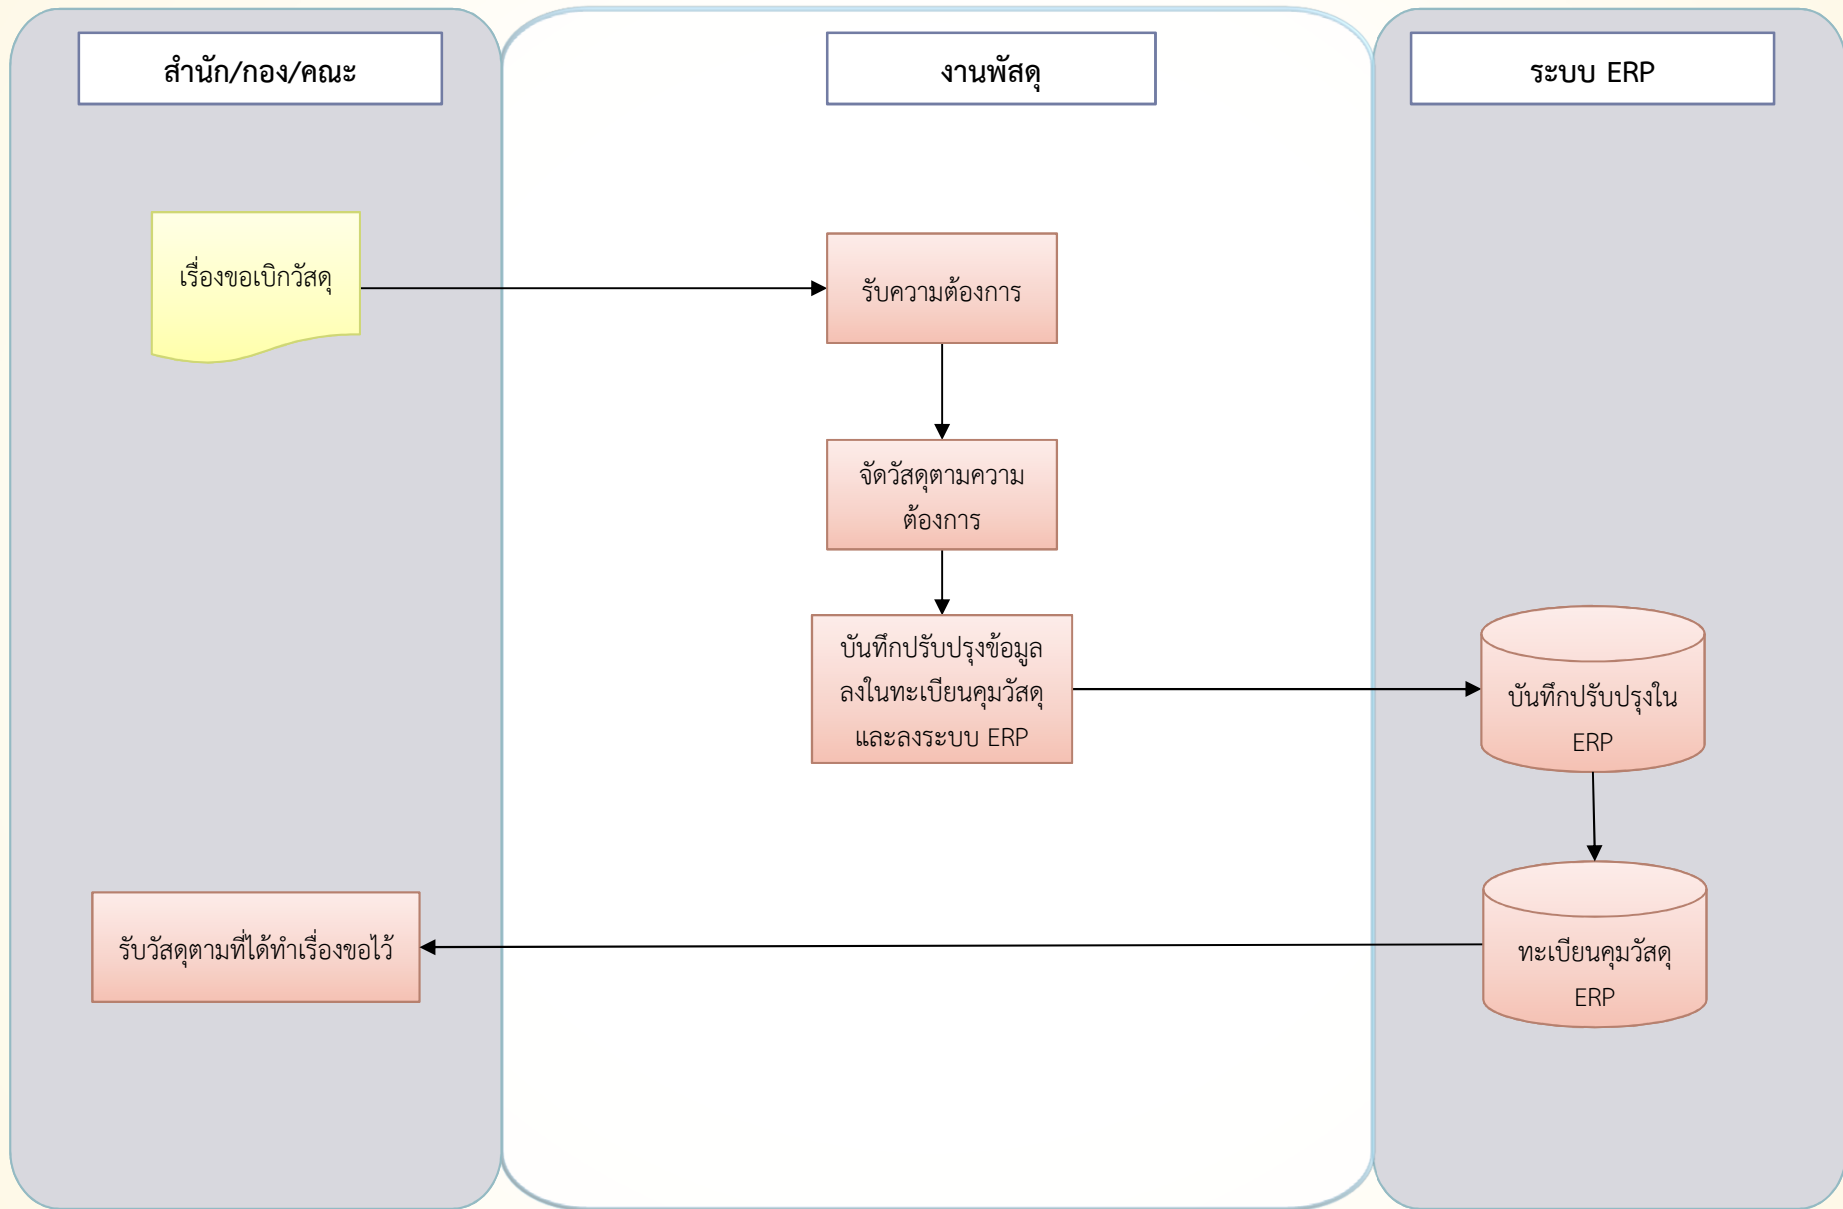 สำนัก/กอง/คณะ
งานพัสดุ
ระบบ ERP
เรื่องขอเบิกวัสดุ
รับความต้องการ
จัดวัสดุตามความ
ต้องการ
บันทึกปรับปรุงข้อมูล
ลงในทะเบียนคุมวัสดุ
และลงระบบ ERP
บันทึกปรับปรุงใน
ERP
รับวัสดุตามที่ได้ทำเรื่องขอไว้
ทะเบียนคุมวัสดุ
ERP